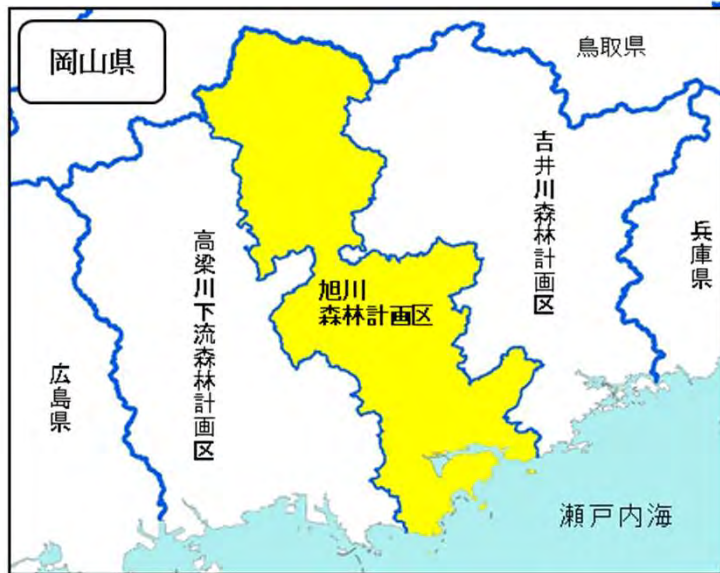 岡山県
鳥取県
吉井川森林計画区
兵庫県
高梁川下流森林計画区
旭川
森林計画区
広島県
瀬戸内海